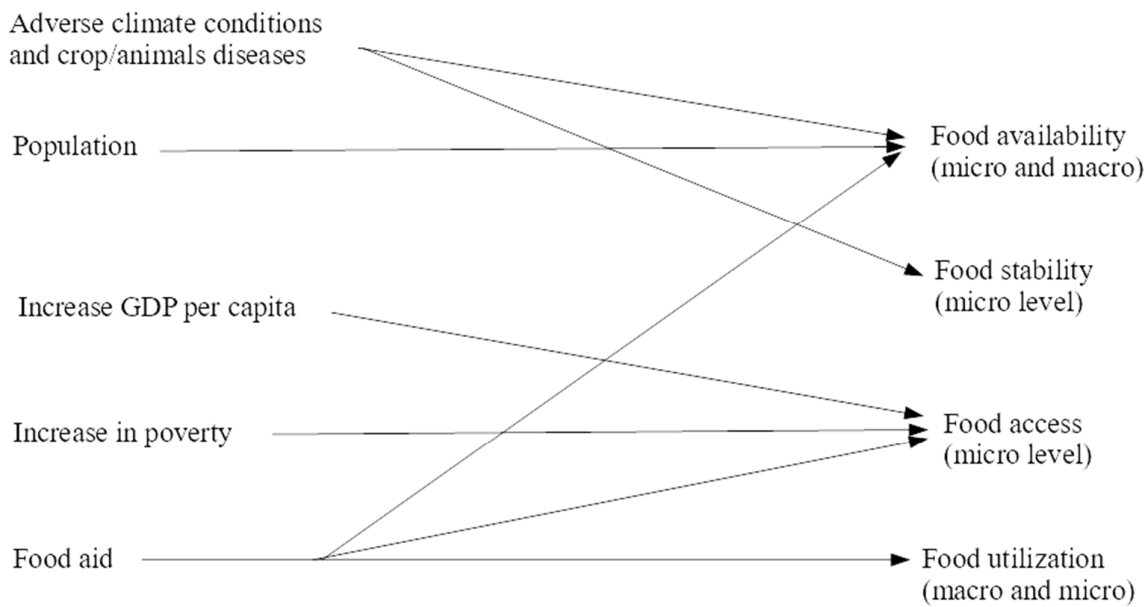 Adverse climate conditions
and crop/animals diseases
Population
Increase GDP per capita
Increase in poverty
Food aid
Food availability
(micro and macro)
Food stability
(micro level)
Food access
(micro level)
Food utilization
(macro and micro)